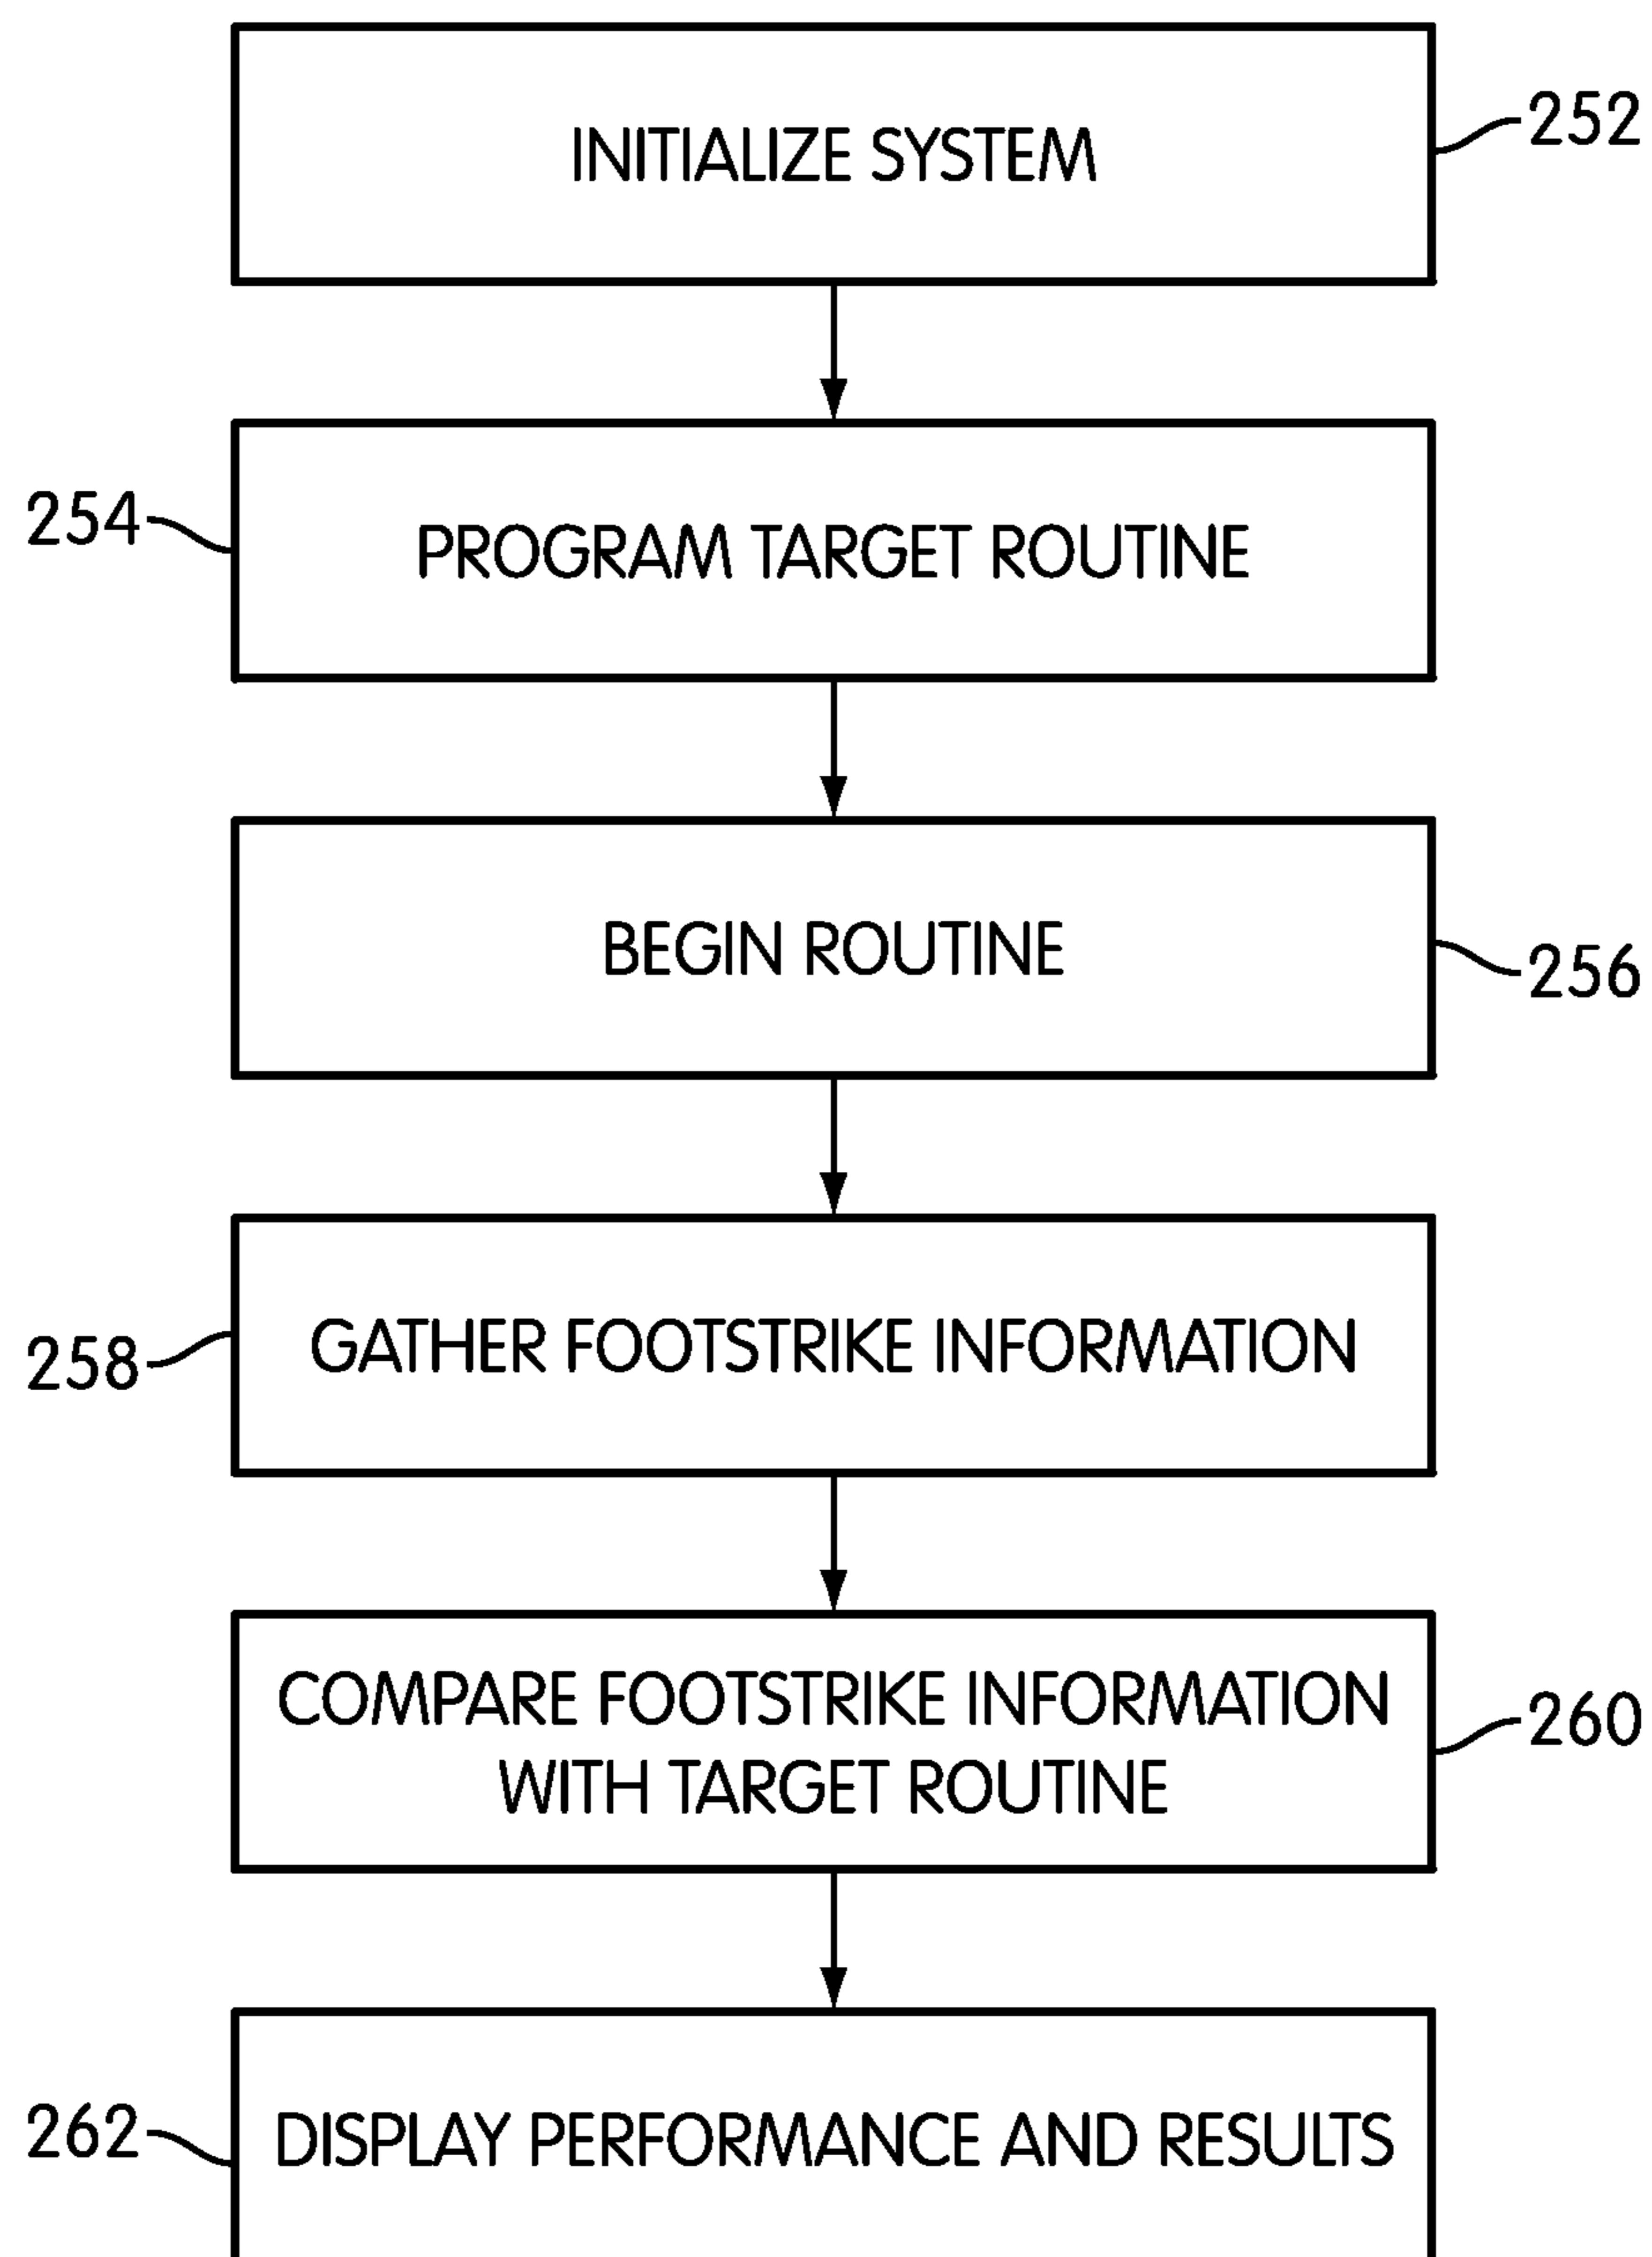 INITIALIZE SYSTEM
252
254
PROGRAM TARGET ROUTINE
BEGIN ROUTINE
256
258
GATHER FOOTSTRIKE INFORMATION
COMPARE FOOTSTRIKE INFORMATION
WITH TARGET ROUTINE
260
262
DISPLAY PERFORMANCE AND RESULTS